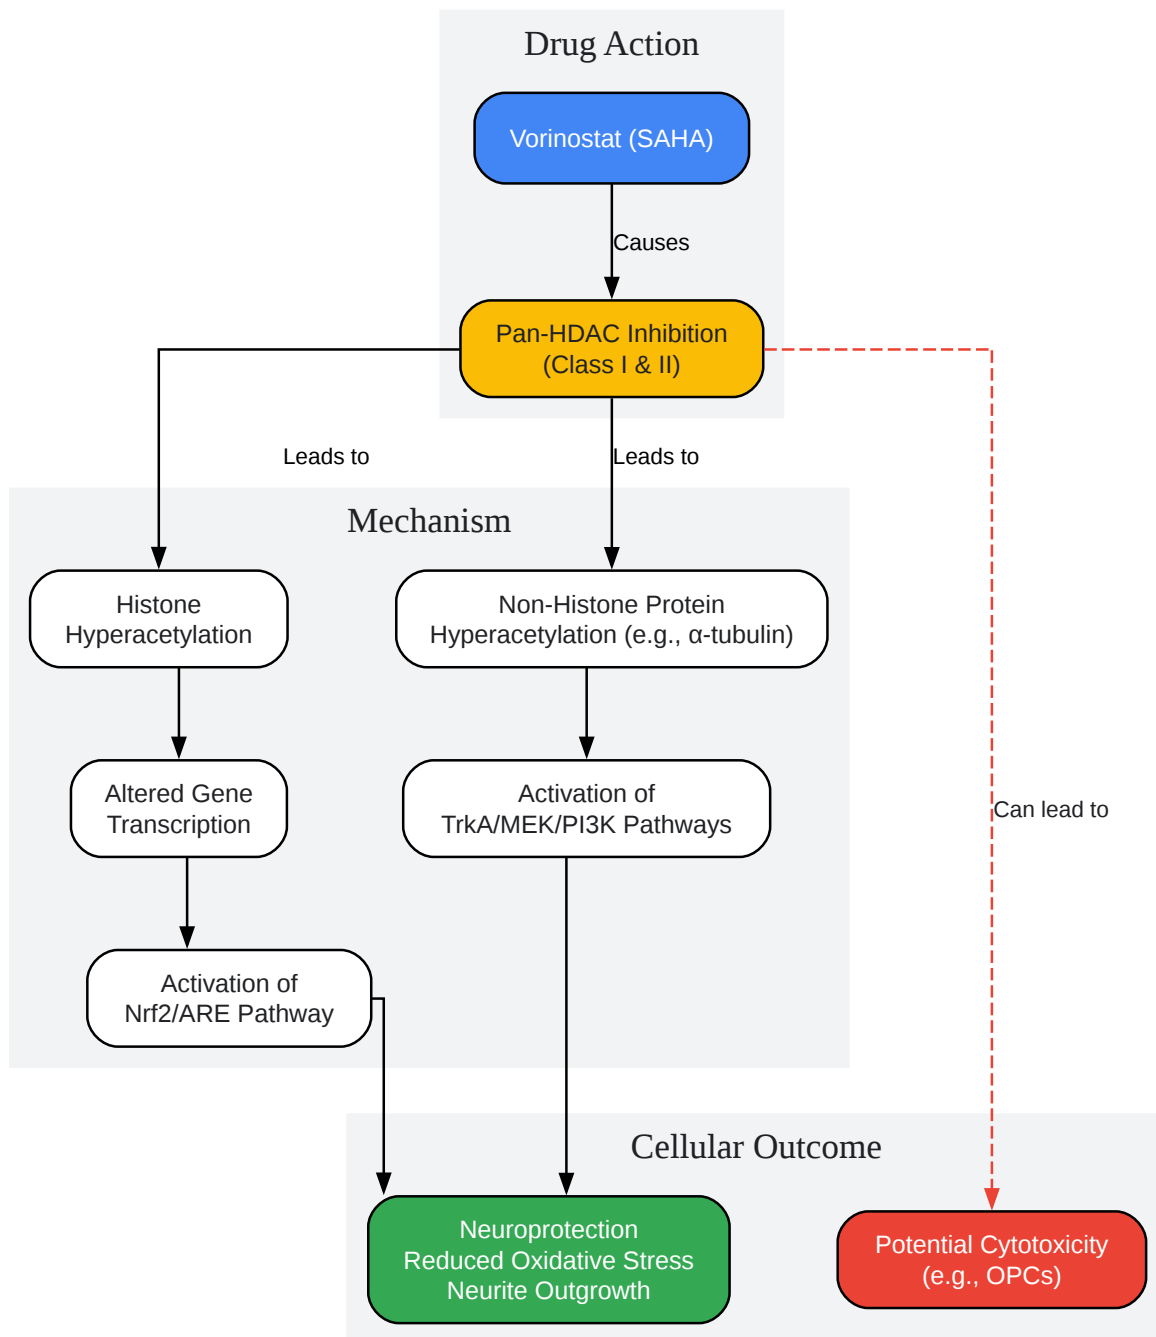 Drug Action
Vorinostat (SAHA)
Causes
Pan-HDAC Inhibition
(Class I & II)
Leads to
Leads to
Mechanism
Histone
Hyperacetylation
Non-Histone Protein
Hyperacetylation (e.g., α-tubulin)
Altered Gene
Transcription
Activation of
TrkA/MEK/PI3K Pathways
Can lead to
Activation of
Nrf2/ARE Pathway
Cellular Outcome
Neuroprotection
Reduced Oxidative Stress
Neurite Outgrowth
Potential Cytotoxicity
(e.g., OPCs)